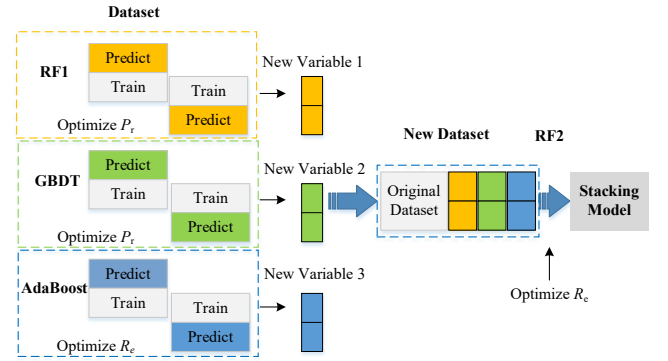 Dataset
RF1
Predict
Train
Train
Predict
Optimize Pr
New Variable 1
GBDT
Predict
Train
Train
Predict
Optimize Pr
New Variable 2
AdaBoost
Predict
Train
Train
Predict
Optimize Re
New Variable 3
New Dataset
RF2
Original
Dataset
Stacking
Model
Optimize Re